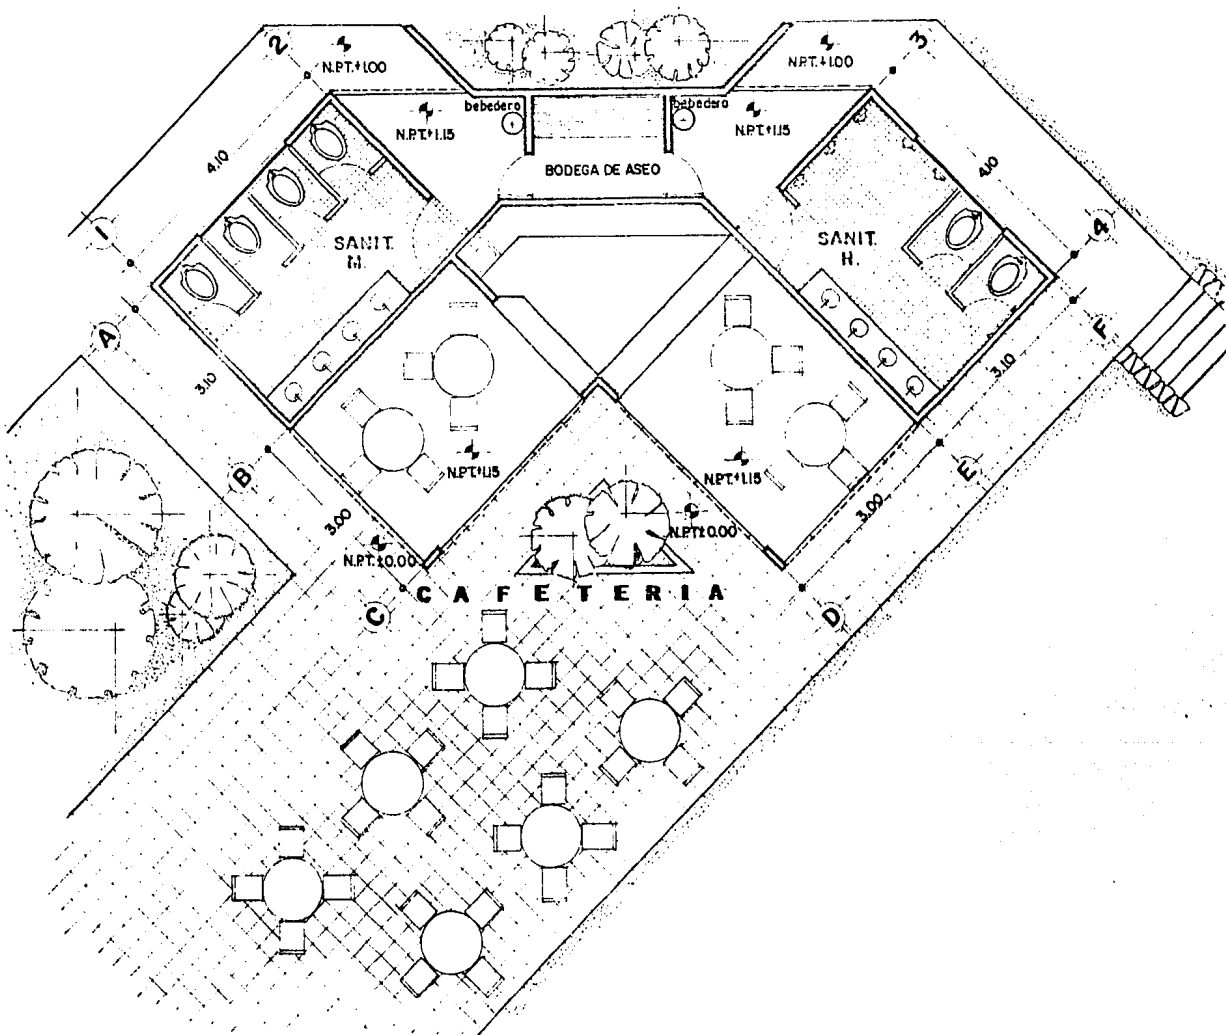 2
3
N.P.T.+1.00
N.P.T.+1.00
bebedero
bebedero
N.P.T.+1.15
N.P.T.+1.15
4.10
4.10
BODEGA DE ASEO
1
SANIT.
M.
SANIT.
H.
4
A
F
3.10
3.10
B
N.P.T.+1.15
N.P.T.+1.15
E
3.00
3.00
N.P.T.±0.00
N.P.T.±0.00
C
CAFETERIA
D